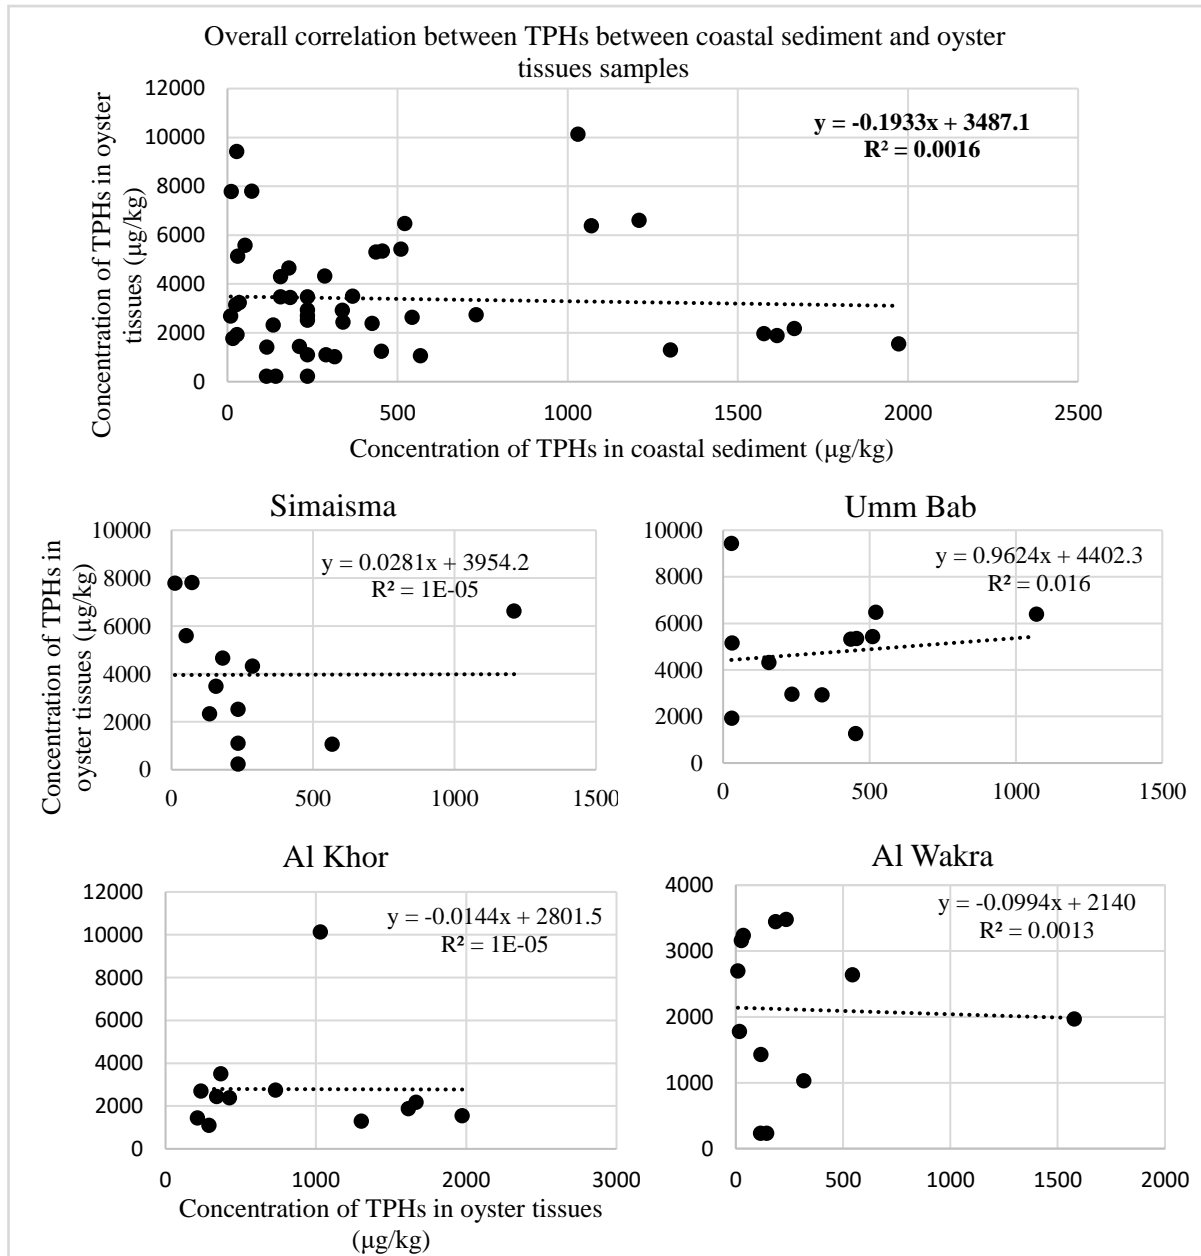 Overall correlation between TPHs between coastal sediment and oyster
tissues samples
Concentration of TPHs in oyster
tissues (µg/kg)
12000
10000
8000
6000
4000
2000
0
y = -0.1933x + 3487.1
R² = 0.0016
0 500 1000 1500 2000 2500
Concentration of TPHs in coastal sediment (µg/kg)
Simaisma
Concentration of TPHs in
oyster tissues (µg/kg)
10000
8000
6000
4000
2000
0
y = 0.0281x + 3954.2
R² = 1E-05
0 500 1000 1500
Umm Bab
10000
8000
6000
4000
2000
0
y = 0.9624x + 4402.3
R² = 0.016
0 500 1000 1500
Al Khor
12000
10000
8000
6000
4000
2000
0
y = -0.0144x + 2801.5
R² = 1E-05
0 1000 2000 3000
Concentration of TPHs in oyster tissues
(µg/kg)
Al Wakra
4000
3000
2000
1000
0
y = -0.0994x + 2140
R² = 0.0013
0 500 1000 1500 2000